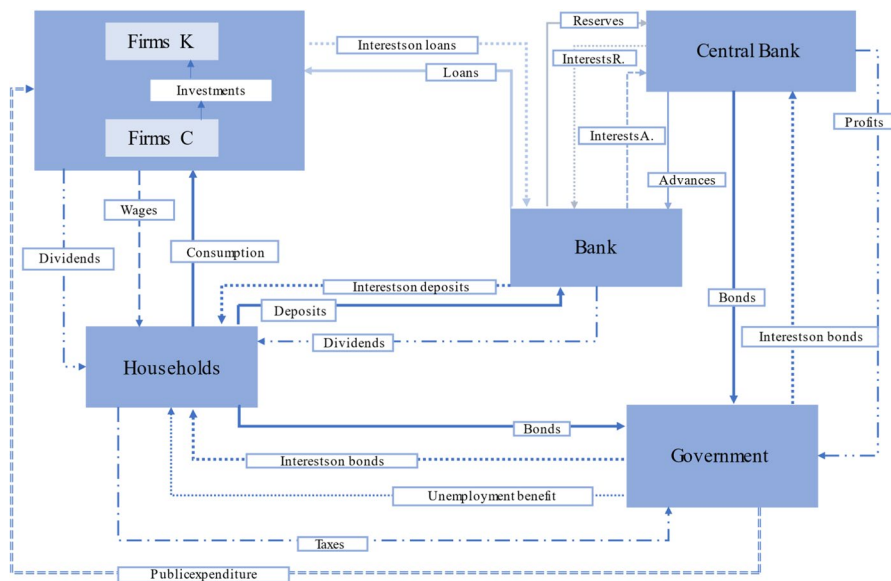 Firms K
Investments
Firms C
Interestson loans
Loans
Reserves
InterestsR.
InterestsA.
Advances
Central Bank
Profits
Dividends
Wages
Consumption
Bank
Interestson deposits
Deposits
Dividends
Bonds
Interestson bonds
Households
Bonds
Interestson bonds
Unemployment benefit
Government
Taxes
Publicexpenditure